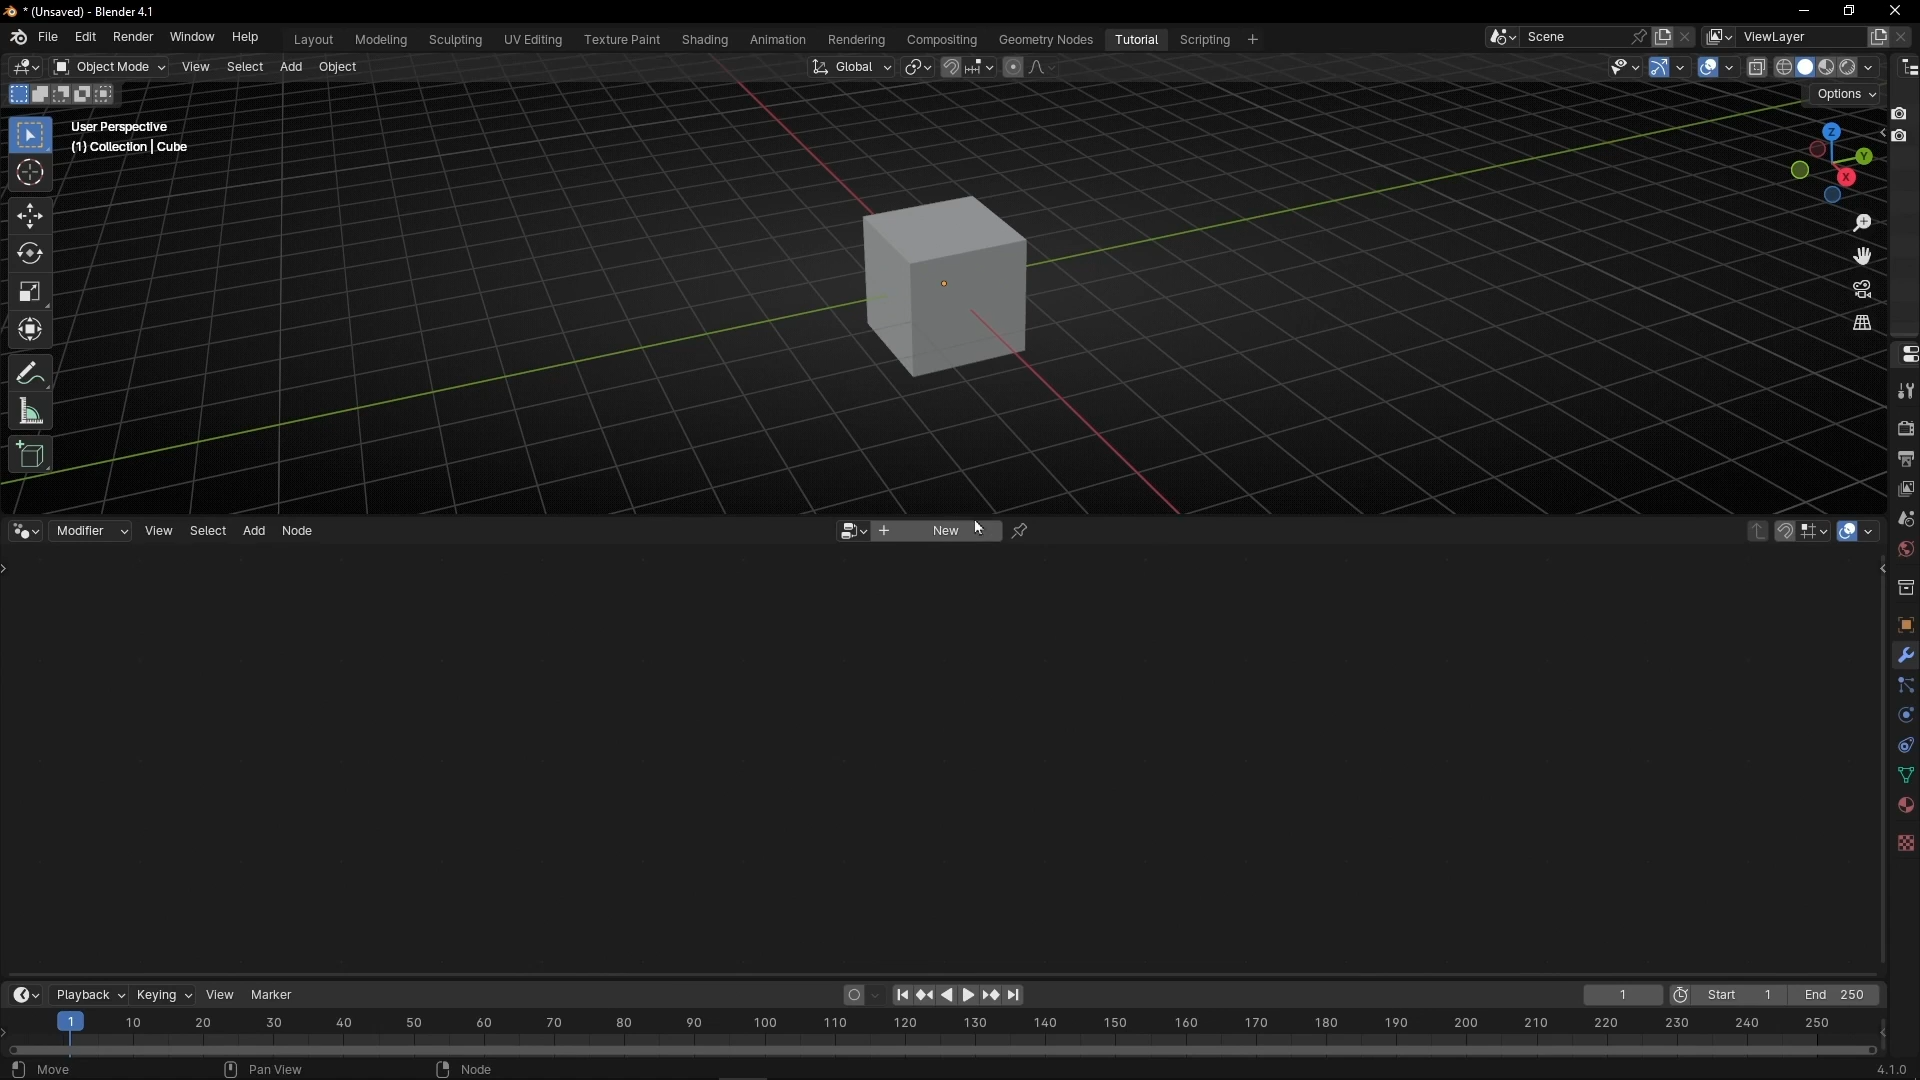 * (Unsaved) - Blender 4.1
File Edit Render Window Help Layout Modeling Sculpting UV Editing Texture Paint Shading Animation Rendering Compositing Geometry Nodes Tutorial Scripting + Scene ViewLayer
Object Mode View Select Add Object Global
Options
User Perspective
(1) Collection | Cube
Z
Y
X
Modifier View Select Add Node + New
Playback Keying View Marker 1 Start 1 End 250
1 10 20 30 40 50 60 70 80 90 100 110 120 130 140 150 160 170 180 190 200 210 220 230 240 250
Move Pan View Node 4.1.0